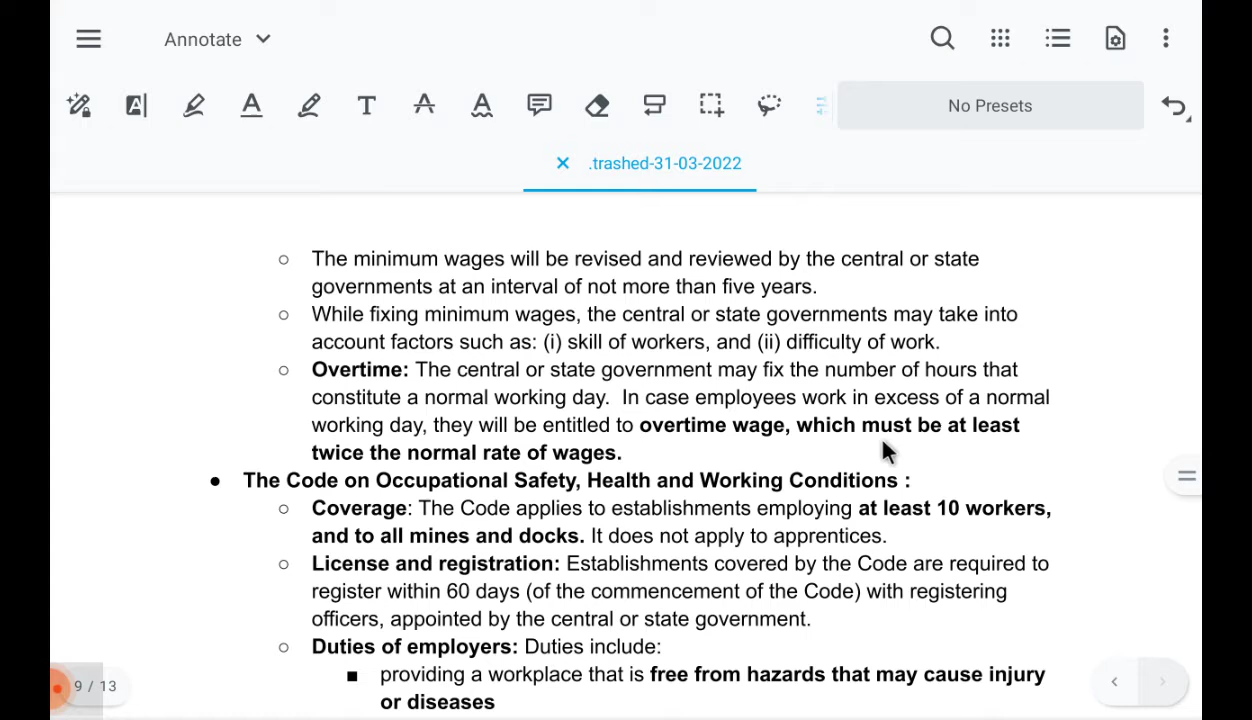 Annotate
No Presets
.trashed-31-03-2022
○ The minimum wages will be revised and reviewed by the central or state
governments at an interval of not more than five years.
○ While fixing minimum wages, the central or state governments may take into
account factors such as: (i) skill of workers, and (ii) difficulty of work.
○ Overtime: The central or state government may fix the number of hours that
constitute a normal working day.  In case employees work in excess of a normal
working day, they will be entitled to overtime wage, which must be at least
twice the normal rate of wages.
● The Code on Occupational Safety, Health and Working Conditions :
○ Coverage: The Code applies to establishments employing at least 10 workers,
and to all mines and docks. It does not apply to apprentices.
○ License and registration: Establishments covered by the Code are required to
register within 60 days (of the commencement of the Code) with registering
officers, appointed by the central or state government.
○ Duties of employers: Duties include:
■ providing a workplace that is free from hazards that may cause injury
or diseases
9 / 13